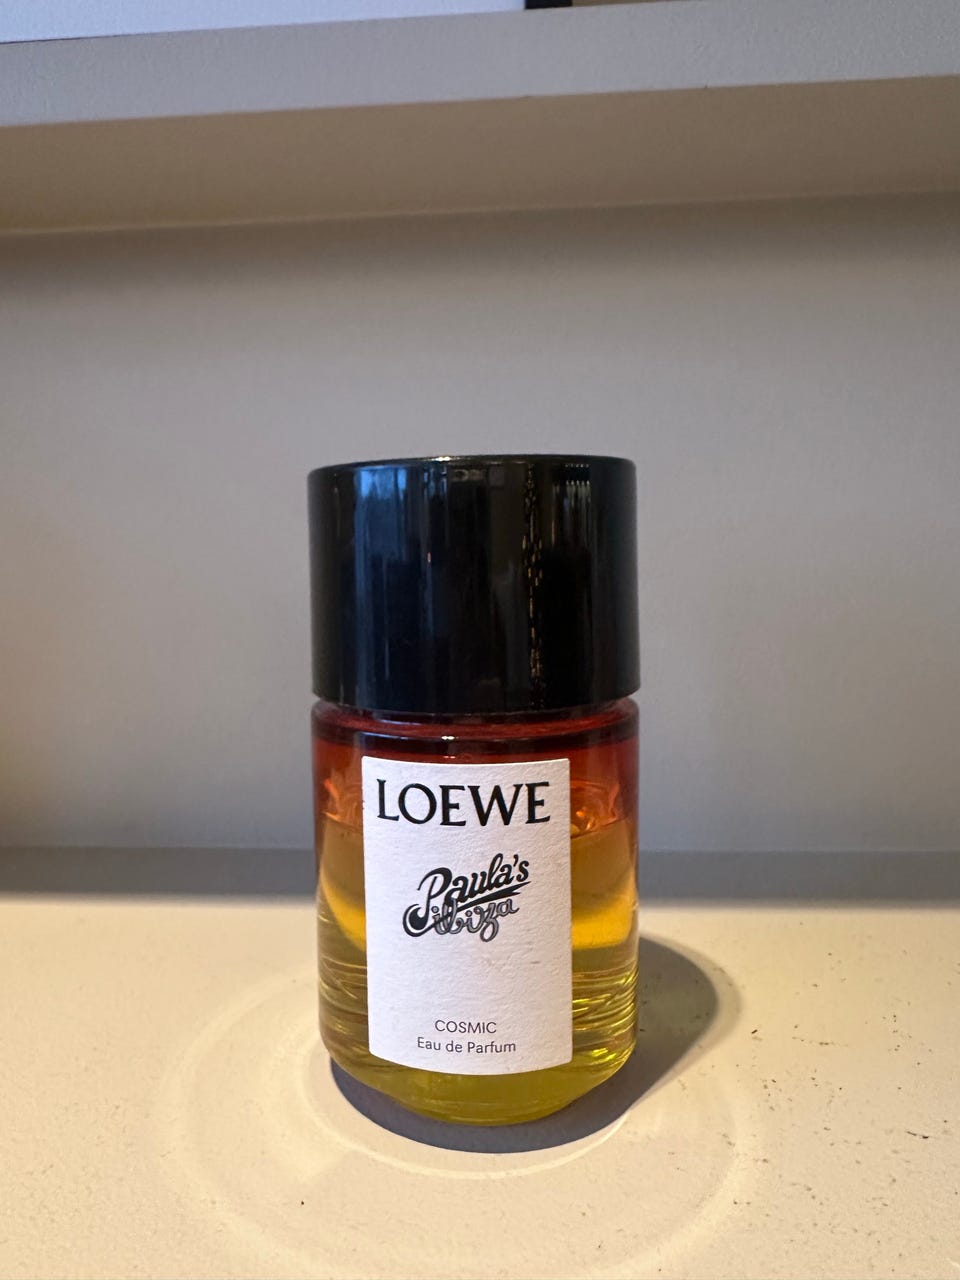 LOEWE
Paula's
ibiza
COSMIC
Eau de Parfum